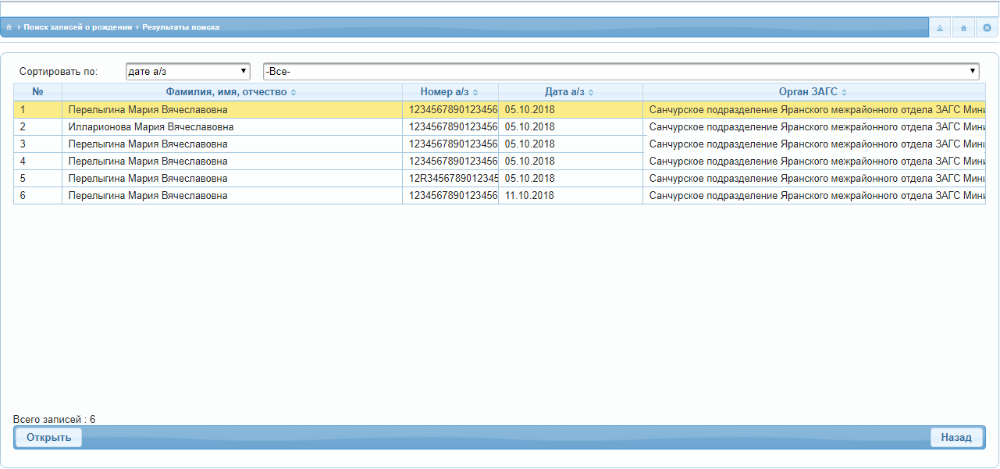 Поиск записей о рождении Результаты поиска
Сортировать по: дате а/з -Все-
№ Фамилия, имя, отчество Номер а/з Дата а/з Орган ЗАГС
1 Перелыгина Мария Вячеславовна 1234567890123456 05.10.2018 Санчурское подразделение Яранского межрайонного отдела ЗАГС Мини
2 Илларионова Мария Вячеславовна 1234567890123456 05.10.2018 Санчурское подразделение Яранского межрайонного отдела ЗАГС Мини
3 Перелыгина Мария Вячеславовна 1234567890123456 05.10.2018 Санчурское подразделение Яранского межрайонного отдела ЗАГС Мини
4 Перелыгина Мария Вячеславовна 1234567890123456 05.10.2018 Санчурское подразделение Яранского межрайонного отдела ЗАГС Мини
5 Перелыгина Мария Вячеславовна 12R3456789012345 05.10.2018 Санчурское подразделение Яранского межрайонного отдела ЗАГС Мини
6 Перелыгина Мария Вячеславовна 1234567890123456 11.10.2018 Санчурское подразделение Яранского межрайонного отдела ЗАГС Мини
Всего записей : 6
Открыть Назад